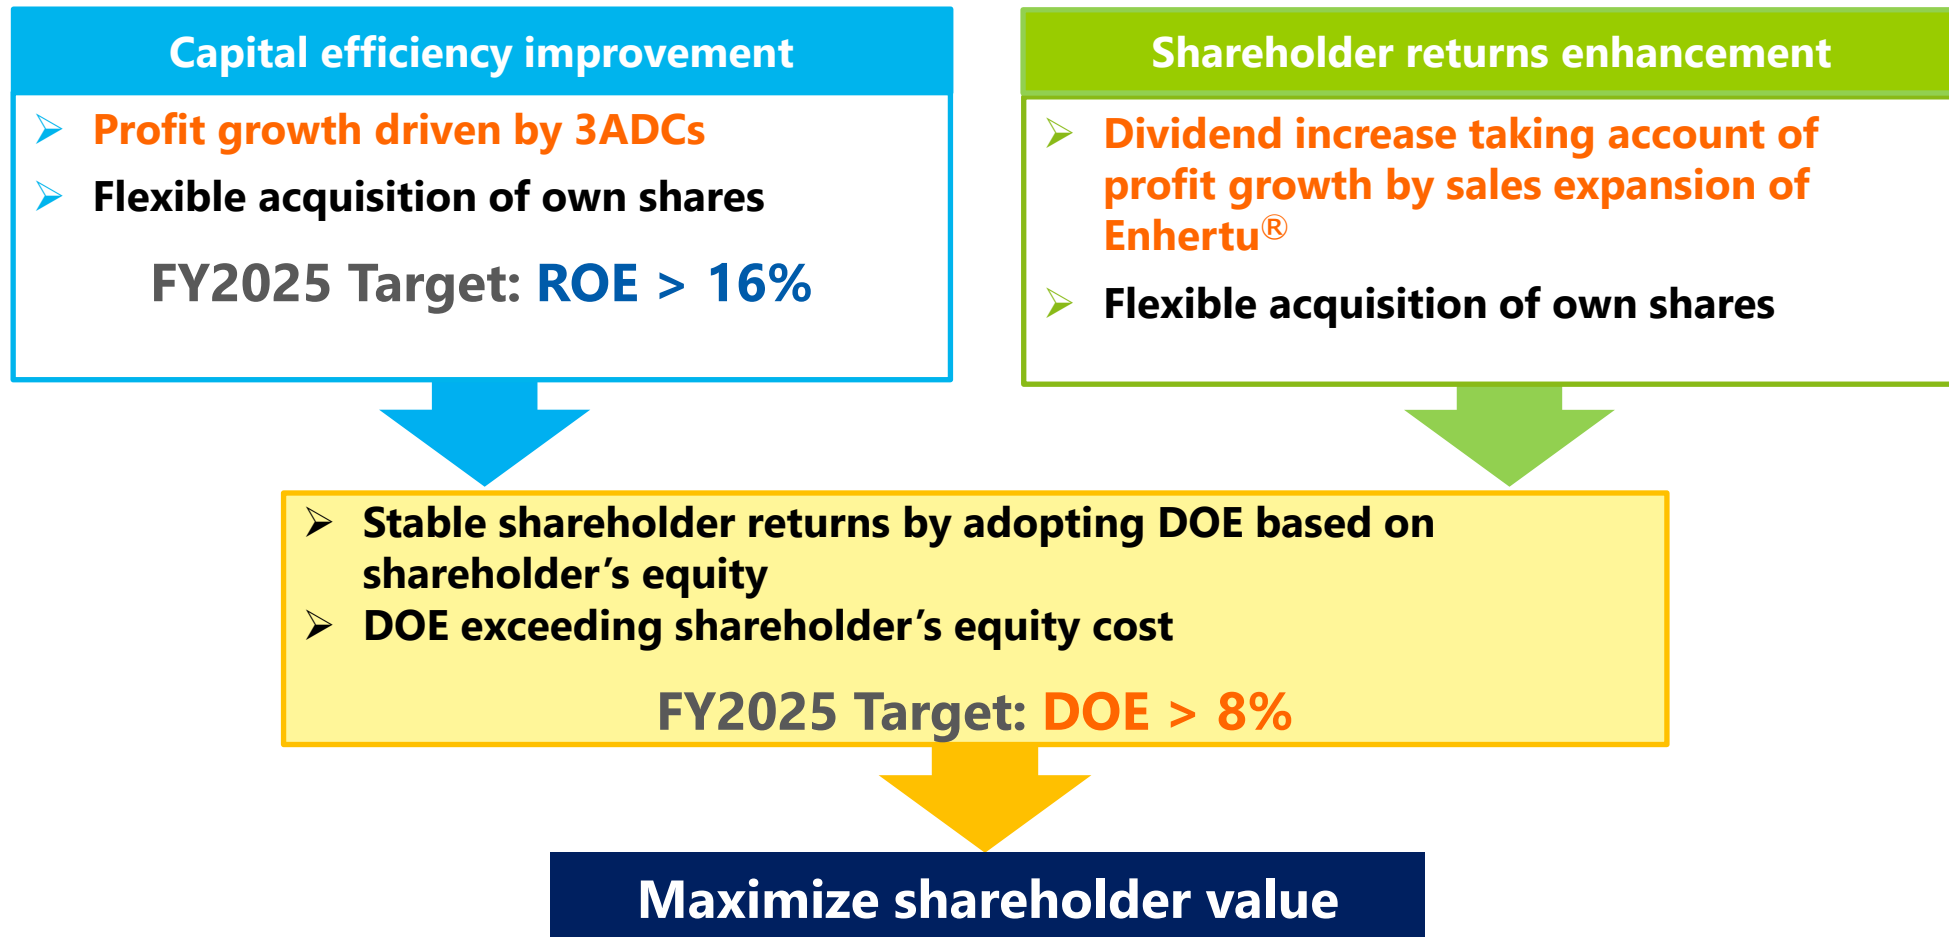 Capital efficiency improvement
➢ Profit growth driven by 3ADCs
➢ Flexible acquisition of own shares
FY2025 Target: ROE > 16%
Shareholder returns enhancement
➢ Dividend increase taking account of
profit growth by sales expansion of
Enhertu®
➢ Flexible acquisition of own shares
➢ Stable shareholder returns by adopting DOE based on
shareholder’s equity
➢ DOE exceeding shareholder’s equity cost
FY2025 Target: DOE > 8%
Maximize shareholder value